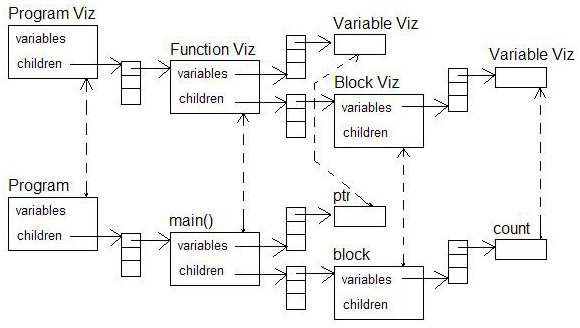 Program Viz
variables
children
Function Viz
variables
children
Variable Viz
Block Viz
variables
children
Variable Viz
Program
variables
children
main()
variables
children
ptr
block
variables
children
count